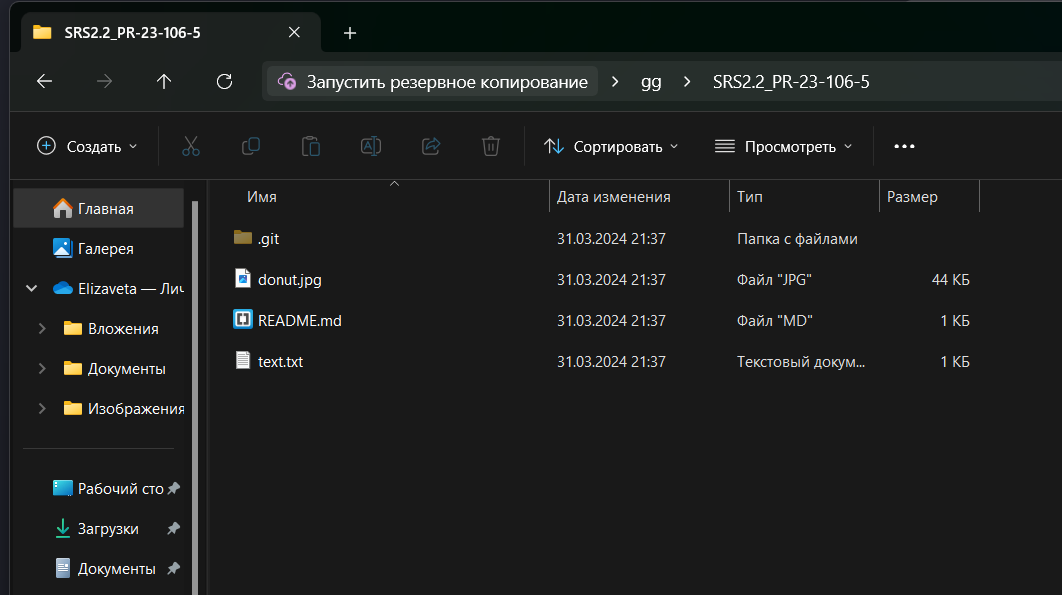 SRS2.2_PR-23-106-5
Запустить резервное копирование > gg > SRS2.2_PR-23-106-5
Создать
Сортировать
Просмотреть
Имя Дата изменения Тип Размер
Главная
Галерея
Elizaveta — Лич
Вложения
Документы
Изображения
Рабочий сто
Загрузки
Документы
.git 31.03.2024 21:37 Папка с файлами
donut.jpg 31.03.2024 21:37 Файл "JPG" 44 КБ
README.md 31.03.2024 21:37 Файл "MD" 1 КБ
text.txt 31.03.2024 21:37 Текстовый докум... 1 КБ